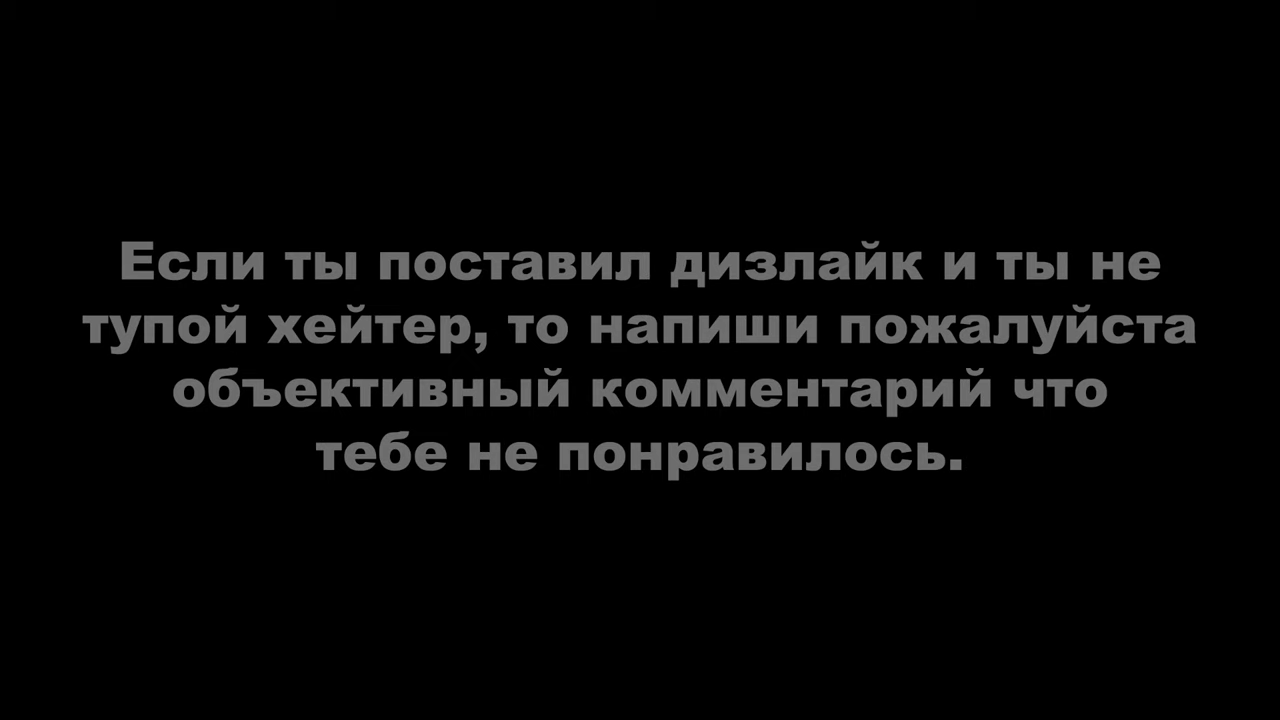 Если ты поставил дизлайк и ты не
тупой хейтер, то напиши пожалуйста
объективный комментарий что
тебе не понравилось.